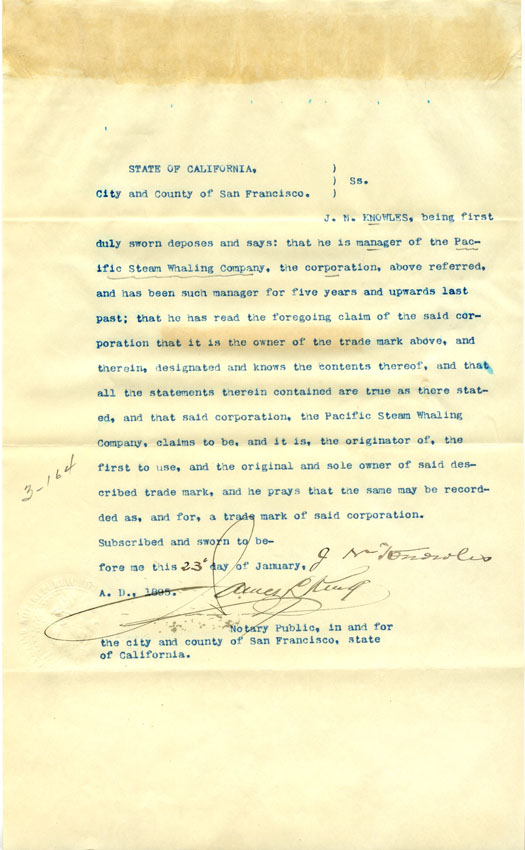 STATE OF CALIFORNIA, )
) Ss.
City and County of San Francisco. )
J. N. KNOWLES, being first
duly sworn deposes and says: that he is manager of the Pac-
ific Steam Whaling Company, the corporation, above referred,
and has been such manager for five years and upwards last
past; that he has read the foregoing claim of the said cor-
poration that it is the owner of the trade mark above, and
therein, designated and knows the contents thereof, and that
all the statements therein contained are true as there stat-
ed, and that said corporation, the Pacific Steam Whaling
Company, claims to be, and it is, the originator of, the
first to use, and the original and sole owner of said des-
cribed trade mark, and he prays that the same may be record-
ed as, and for, a trade mark of said corporation.
3-164
Subscribed and sworn to be-
fore me this 23d day of January, J N Knowles
A. D., 1895. James L King
Notary Public, in and for
the city and county of San Francisco, state
of California.